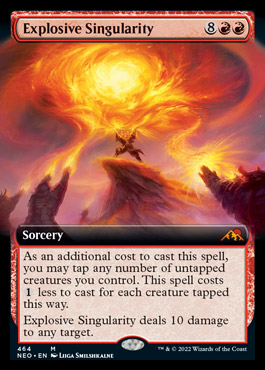 Explosive Singularity 8
Sorcery
As an additional cost to cast this spell,
you may tap any number of untapped
creatures you control. This spell costs
1 less to cast for each creature tapped
this way.
Explosive Singularity deals 10 damage
to any target.
464 M
NEO • EN Liiga Smilshkalne ™ & © 2022 Wizards of the Coast